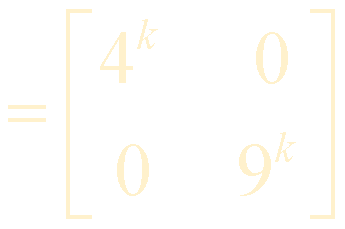 = [ 4^k 0
0 9^k ]